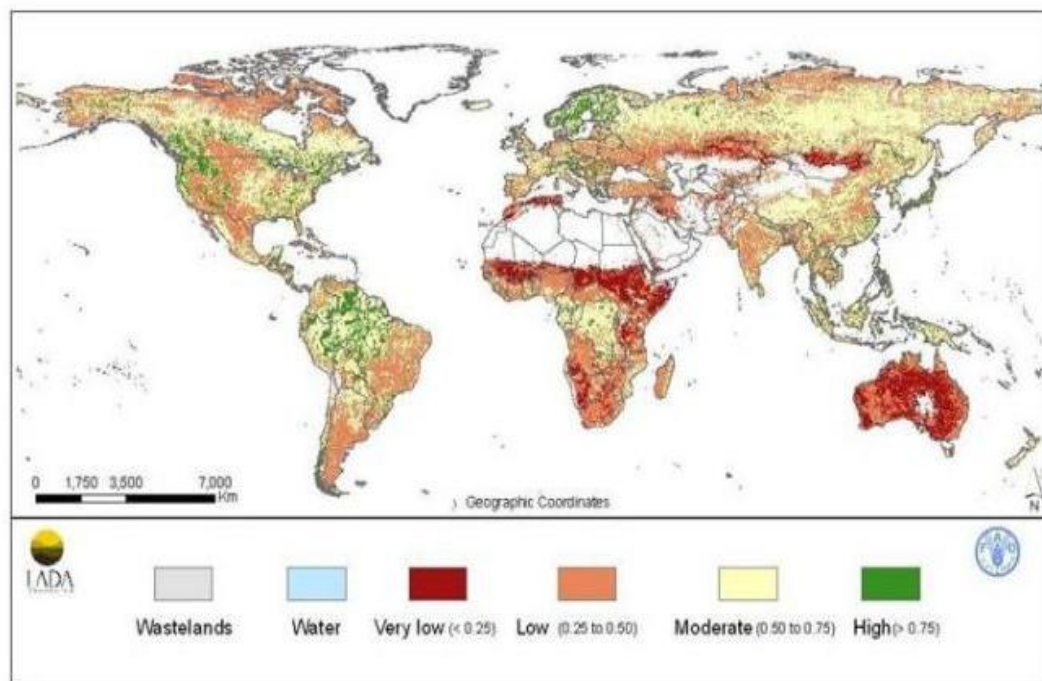 0 1,750 3,500 7,000
Km
Geographic Coordinates
N
LADA
FAO
Wastelands
Water
Very low (< 0.25)
Low (0.25 to 0.50)
Moderate (0.50 to 0.75)
High (> 0.75)